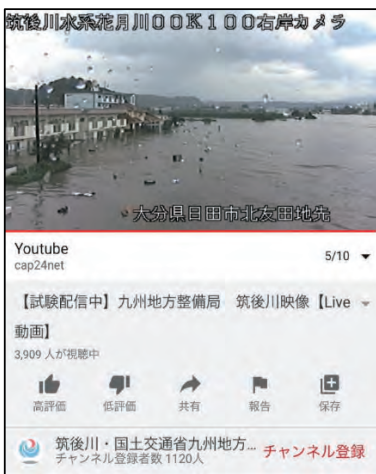 筑後川水系花月川00K100右岸カメラ
大分県日田市北友田地先
Youtube
5/10
cap24net
【試験配信中】九州地方整備局 筑後川映像【Live
動画】
3,909 人が視聴中
高評価
低評価
共有
報告
保存
筑後川・国土交通省九州地方...
チャンネル登録
チャンネル登録者数 1120人